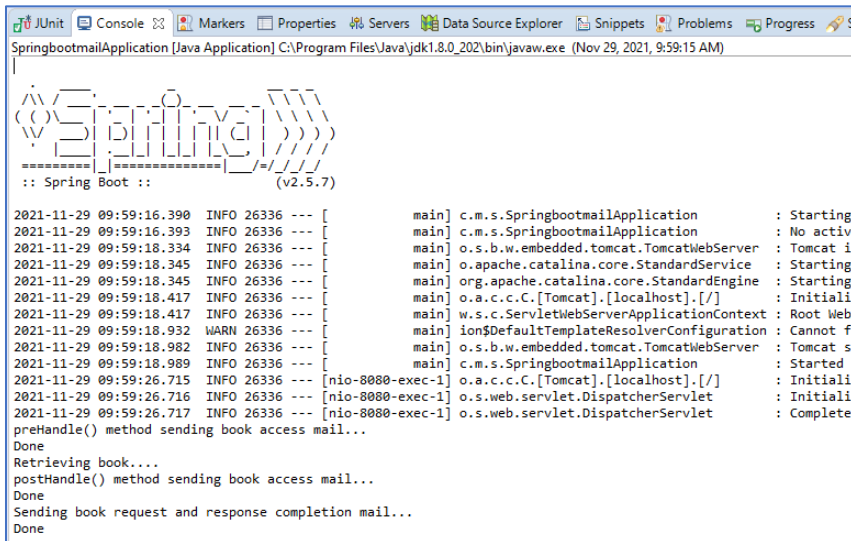 JUnit Console Markers Properties Servers Data Source Explorer Snippets Problems Progress
SpringbootmailApplication [Java Application] C:\Program Files\Java\jdk1.8.0_202\bin\javaw.exe (Nov 29, 2021, 9:59:15 AM)
  .   ____          _            __ _ _
 /\\ / ___'_ __ _ _(_)_ __  __ _ \ \ \ \
( ( )\___ | '_ | '_| | '_ \/ _` | \ \ \ \
 \\/  ___)| |_)| | | | | || (_| |  ) ) ) )
  '  |____| .__|_| |_|_| |_\__, | / / / /
 =========|_|==============|___/=/_/_/_/
 :: Spring Boot ::                (v2.5.7)
2021-11-29 09:59:16.390  INFO 26336 --- [           main] c.m.s.SpringbootmailApplication          : Starting
2021-11-29 09:59:16.393  INFO 26336 --- [           main] c.m.s.SpringbootmailApplication          : No activ
2021-11-29 09:59:18.334  INFO 26336 --- [           main] o.s.b.w.embedded.tomcat.TomcatWebServer  : Tomcat i
2021-11-29 09:59:18.345  INFO 26336 --- [           main] o.apache.catalina.core.StandardService   : Starting
2021-11-29 09:59:18.345  INFO 26336 --- [           main] org.apache.catalina.core.StandardEngine  : Starting
2021-11-29 09:59:18.417  INFO 26336 --- [           main] o.a.c.c.C.[Tomcat].[localhost].[/]       : Initiali
2021-11-29 09:59:18.417  INFO 26336 --- [           main] w.s.c.ServletWebServerApplicationContext : Root Web
2021-11-29 09:59:18.932  WARN 26336 --- [           main] ion$DefaultTemplateResolverConfiguration : Cannot f
2021-11-29 09:59:18.982  INFO 26336 --- [           main] o.s.b.w.embedded.tomcat.TomcatWebServer  : Tomcat s
2021-11-29 09:59:18.989  INFO 26336 --- [           main] c.m.s.SpringbootmailApplication          : Started
2021-11-29 09:59:26.715  INFO 26336 --- [nio-8080-exec-1] o.a.c.c.C.[Tomcat].[localhost].[/]       : Initiali
2021-11-29 09:59:26.716  INFO 26336 --- [nio-8080-exec-1] o.s.web.servlet.DispatcherServlet        : Initiali
2021-11-29 09:59:26.717  INFO 26336 --- [nio-8080-exec-1] o.s.web.servlet.DispatcherServlet        : Complete
preHandle() method sending book access mail...
Done
Retrieving book....
postHandle() method sending book access mail...
Done
Sending book request and response completion mail...
Done